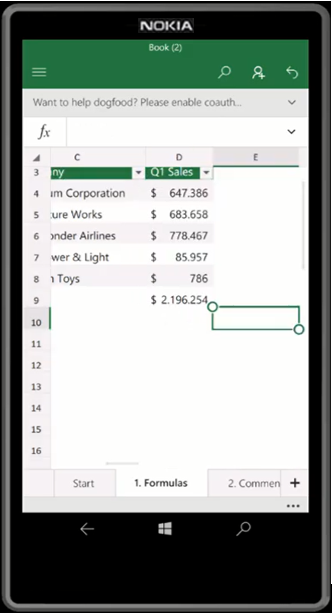 NOKIA
Book (2)
Want to help dogfood? Please enable coauth...
fx
C D E
3 ny Q1 Sales
4 um Corporation $ 647.386
5 ure Works $ 683.658
6 onder Airlines $ 778.467
7 wer & Light $ 85.957
8 n Toys $ 786
9 $ 2.196.254
10
11
12
13
14
15
16
Start 1. Formulas 2. Commen +